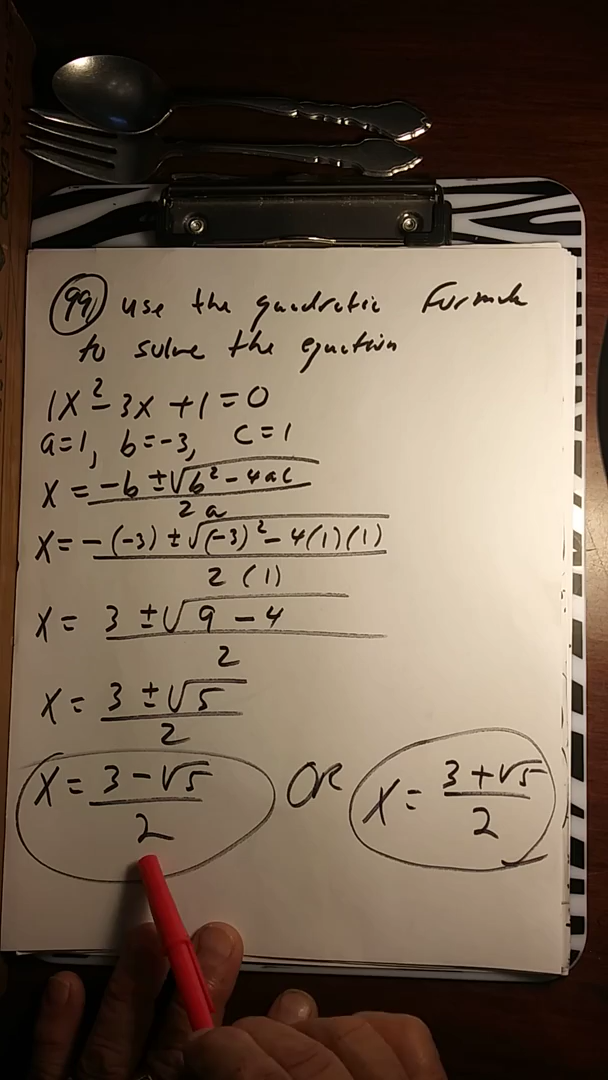 99 use the quadratic formula
to solve the equation
1x² - 3x + 1 = 0
a=1, b=-3, c=1
x = (-b ± √(b² - 4ac)) / 2a
x = (-(-3) ± √((-3)² - 4(1)(1))) / 2(1)
x = (3 ± √(9 - 4)) / 2
x = (3 ± √5) / 2
x = (3 - √5) / 2 OR x = (3 + √5) / 2